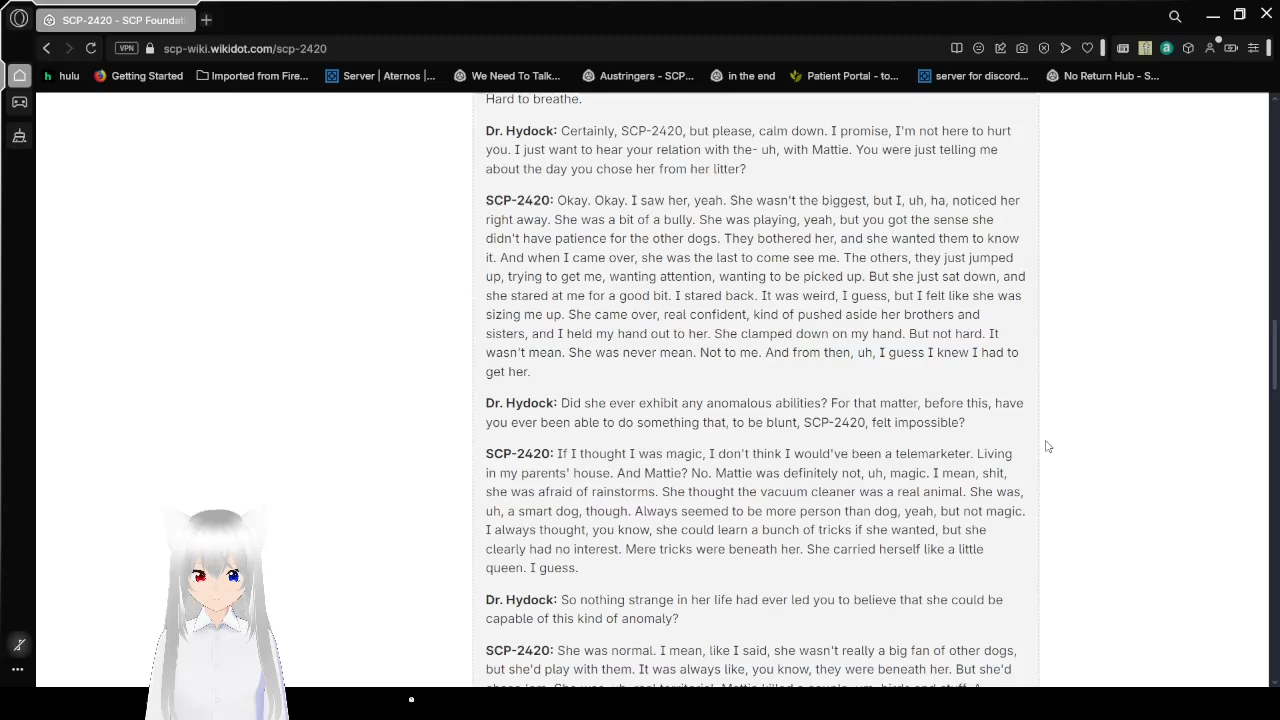 SCP-2420 - SCP Foundati
VPN
scp-wiki.wikidot.com/scp-2420
hulu
Getting Started
Imported from Fire...
Server | Aternos |...
We Need To Talk...
Austringers - SCP...
in the end
Patient Portal - to...
server for discord...
No Return Hub - S...
Hard to breathe.
Dr. Hydock: Certainly, SCP-2420, but please, calm down. I promise, I'm not here to hurt
you. I just want to hear your relation with the- uh, with Mattie. You were just telling me
about the day you chose her from her litter?
SCP-2420: Okay. Okay. I saw her, yeah. She wasn't the biggest, but I, uh, ha, noticed her
right away. She was a bit of a bully. She was playing, yeah, but you got the sense she
didn't have patience for the other dogs. They bothered her, and she wanted them to know
it. And when I came over, she was the last to come see me. The others, they just jumped
up, trying to get me, wanting attention, wanting to be picked up. But she just sat down, and
she stared at me for a good bit. I stared back. It was weird, I guess, but I felt like she was
sizing me up. She came over, real confident, kind of pushed aside her brothers and
sisters, and I held my hand out to her. She clamped down on my hand. But not hard. It
wasn't mean. She was never mean. Not to me. And from then, uh, I guess I knew I had to
get her.
Dr. Hydock: Did she ever exhibit any anomalous abilities? For that matter, before this, have
you ever been able to do something that, to be blunt, SCP-2420, felt impossible?
SCP-2420: If I thought I was magic, I don't think I would've been a telemarketer. Living
in my parents' house. And Mattie? No. Mattie was definitely not, uh, magic. I mean, shit,
she was afraid of rainstorms. She thought the vacuum cleaner was a real animal. She was,
uh, a smart dog, though. Always seemed to be more person than dog, yeah, but not magic.
I always thought, you know, she could learn a bunch of tricks if she wanted, but she
clearly had no interest. Mere tricks were beneath her. She carried herself like a little
queen. I guess.
Dr. Hydock: So nothing strange in her life had ever led you to believe that she could be
capable of this kind of anomaly?
SCP-2420: She was normal. I mean, like I said, she wasn't really a big fan of other dogs,
but she'd play with them. It was always like, you know, they were beneath her. But she'd